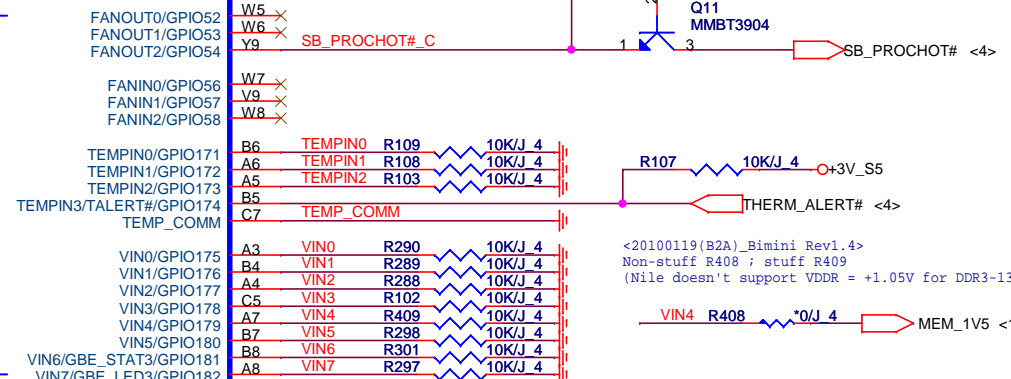 FANOUT0/GPIO52 W5
FANOUT1/GPIO53 W6
FANOUT2/GPIO54 Y9 SB_PROCHOT#_C
Q11
MMBT3904
1 3 SB_PROCHOT# <4>
FANIN0/GPIO56 W7
FANIN1/GPIO57 V9
FANIN2/GPIO58 W8
TEMPIN0/GPIO171 B6 TEMPIN0 R109 10K/J_4
TEMPIN1/GPIO172 A6 TEMPIN1 R108 10K/J_4
TEMPIN2/GPIO173 A5 TEMPIN2 R103 10K/J_4
TEMPIN3/TALERT#/GPIO174 B5
TEMP_COMM C7 TEMP_COMM
R107 10K/J_4 +3V_S5
THERM_ALERT# <4>
<20100119(B2A)_Bimini Rev1.4>
Non-stuff R408 ; stuff R409
(Nile doesn't support VDDR = +1.05V for DDR3-13
VIN0/GPIO175 A3 VIN0 R290 10K/J_4
VIN1/GPIO176 B4 VIN1 R289 10K/J_4
VIN2/GPIO177 A4 VIN2 R288 10K/J_4
VIN3/GPIO178 C5 VIN3 R102 10K/J_4
VIN4/GPIO179 A7 VIN4 R409 10K/J_4
VIN5/GPIO180 B7 VIN5 R298 10K/J_4
VIN6/GBE_STAT3/GPIO181 B8 VIN6 R301 10K/J_4
VIN7/GBE_LED3/GPIO182 A8 VIN7 R297 10K/J_4
VIN4 R408 *0/J_4 MEM_1V5 <1